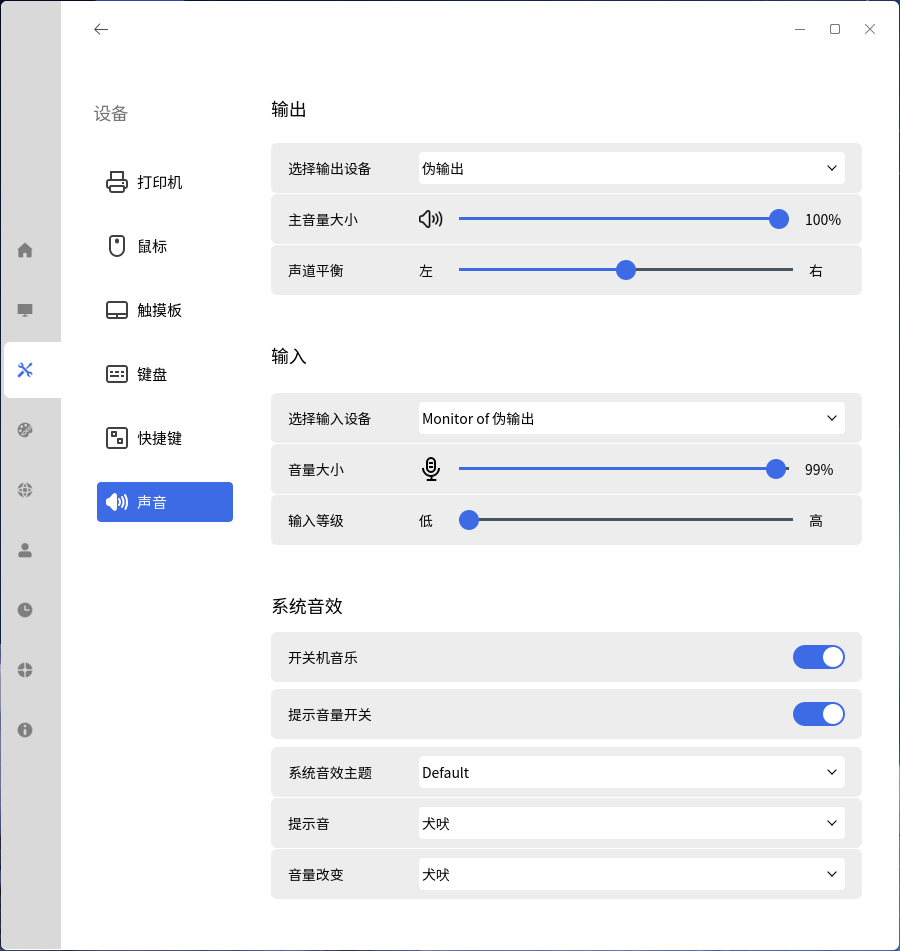 设备
打印机
鼠标
触摸板
键盘
快捷键
声音
输出
选择输出设备 伪输出
主音量大小 100%
声道平衡 左 右
输入
选择输入设备 Monitor of 伪输出
音量大小 99%
输入等级 低 高
系统音效
开关机音乐
提示音量开关
系统音效主题 Default
提示音 犬吠
音量改变 犬吠